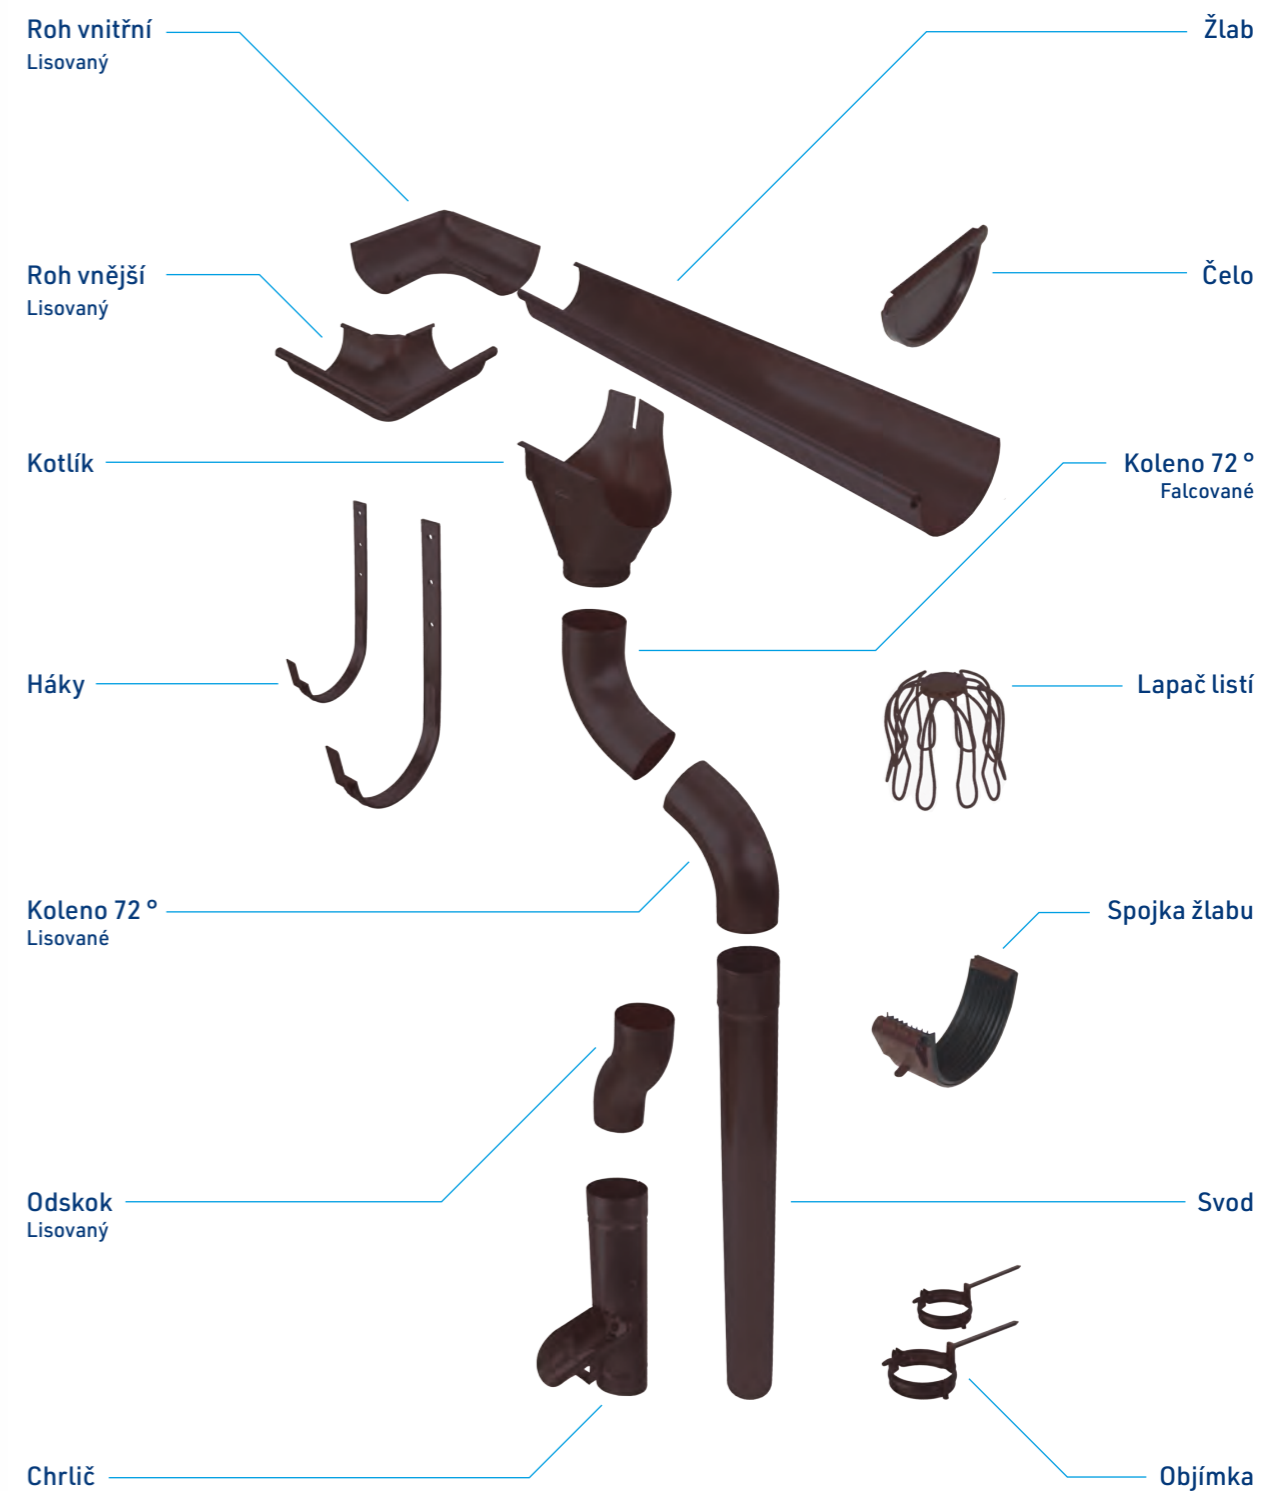 Roh vnitřní
Lisovaný
Žlab
Roh vnější
Lisovaný
Čelo
Kotlík
Koleno 72 °
Falcované
Háky
Lapač listí
Koleno 72 °
Lisované
Spojka žlabu
Odskok
Lisovaný
Svod
Chrlič
Objímka